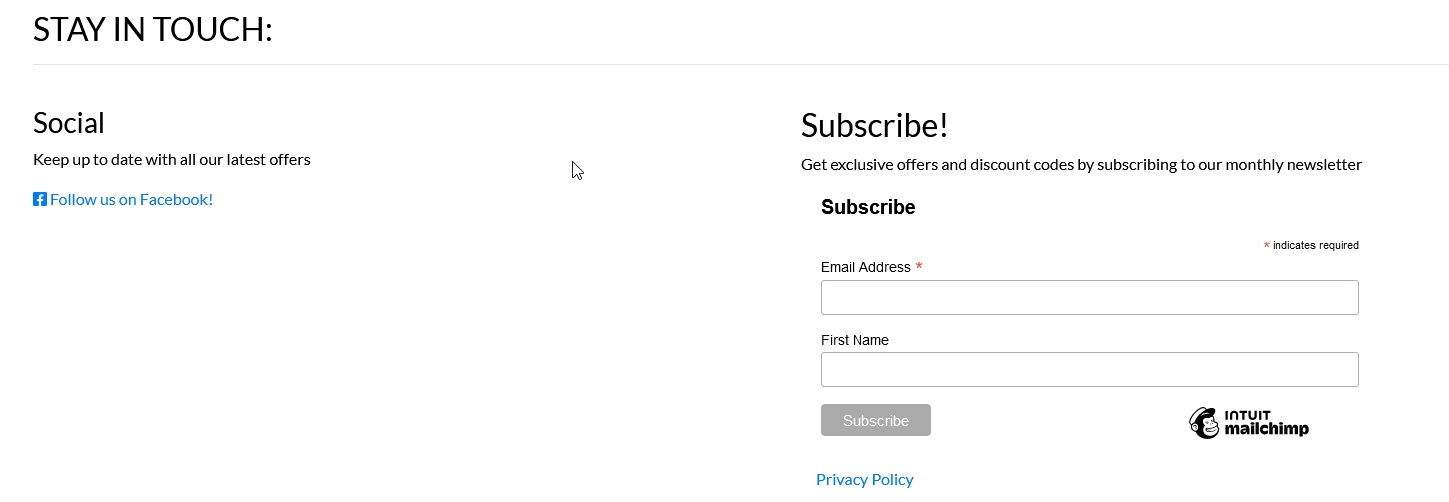 STAY IN TOUCH:
Social
Keep up to date with all our latest offers
Follow us on Facebook!
Subscribe!
Get exclusive offers and discount codes by subscribing to our monthly newsletter
Subscribe
* indicates required
Email Address *
First Name
Subscribe
INTUIT
mailchimp
Privacy Policy